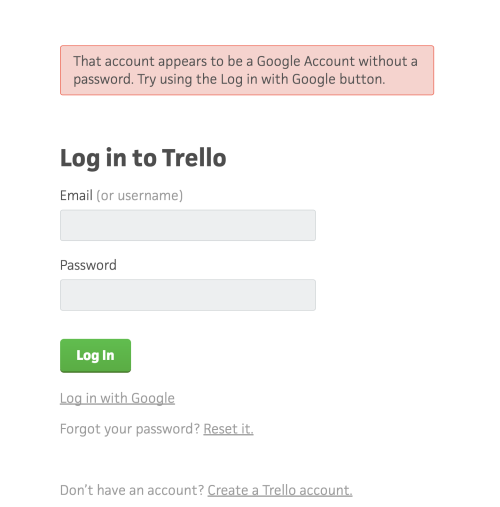 That account appears to be a Google Account without a
password. Try using the Log in with Google button.
Log in to Trello
Email (or username)
Password
Log In
Log in with Google
Forgot your password? Reset it.
Don't have an account? Create a Trello account.